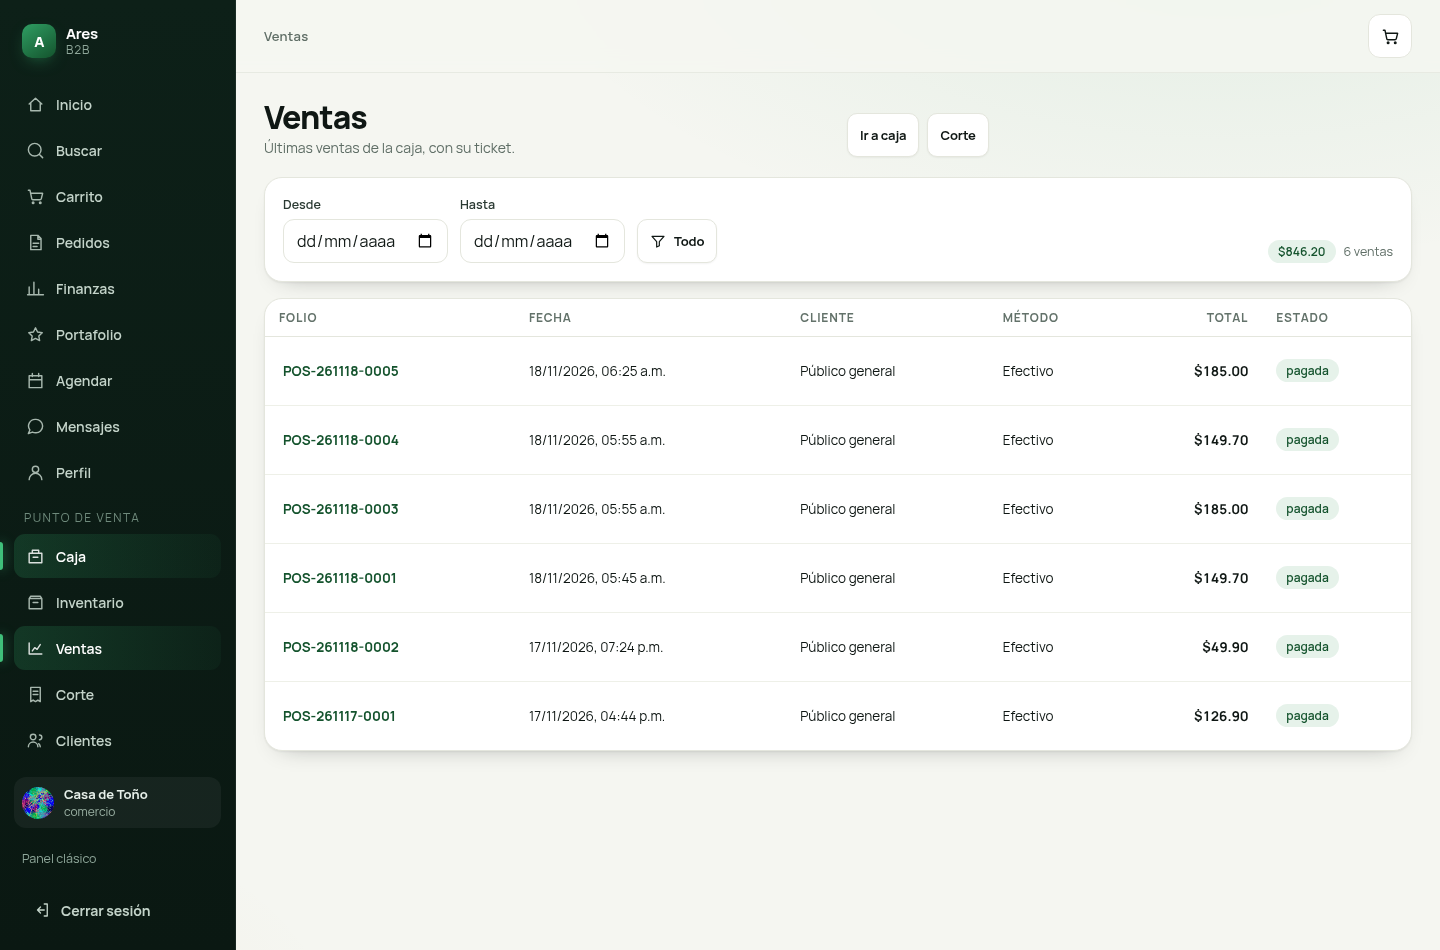 A
Ares
B2B
Inicio
Buscar
Carrito
Pedidos
Finanzas
Portafolio
Agendar
Mensajes
Perfil
PUNTO DE VENTA
Caja
Inventario
Ventas
Corte
Clientes
Casa de Toño
comercio
Panel clásico
Cerrar sesión
Ventas
Ventas
Últimas ventas de la caja, con su ticket.
Ir a caja Corte
Desde Hasta
dd/mm/aaaa dd/mm/aaaa Todo
$846.20 6 ventas
FOLIO FECHA CLIENTE MÉTODO TOTAL ESTADO
POS-261118-0005 18/11/2026, 06:25 a.m. Público general Efectivo $185.00 pagada
POS-261118-0004 18/11/2026, 05:55 a.m. Público general Efectivo $149.70 pagada
POS-261118-0003 18/11/2026, 05:55 a.m. Público general Efectivo $185.00 pagada
POS-261118-0001 18/11/2026, 05:45 a.m. Público general Efectivo $149.70 pagada
POS-261118-0002 17/11/2026, 07:24 p.m. Público general Efectivo $49.90 pagada
POS-261117-0001 17/11/2026, 04:44 p.m. Público general Efectivo $126.90 pagada